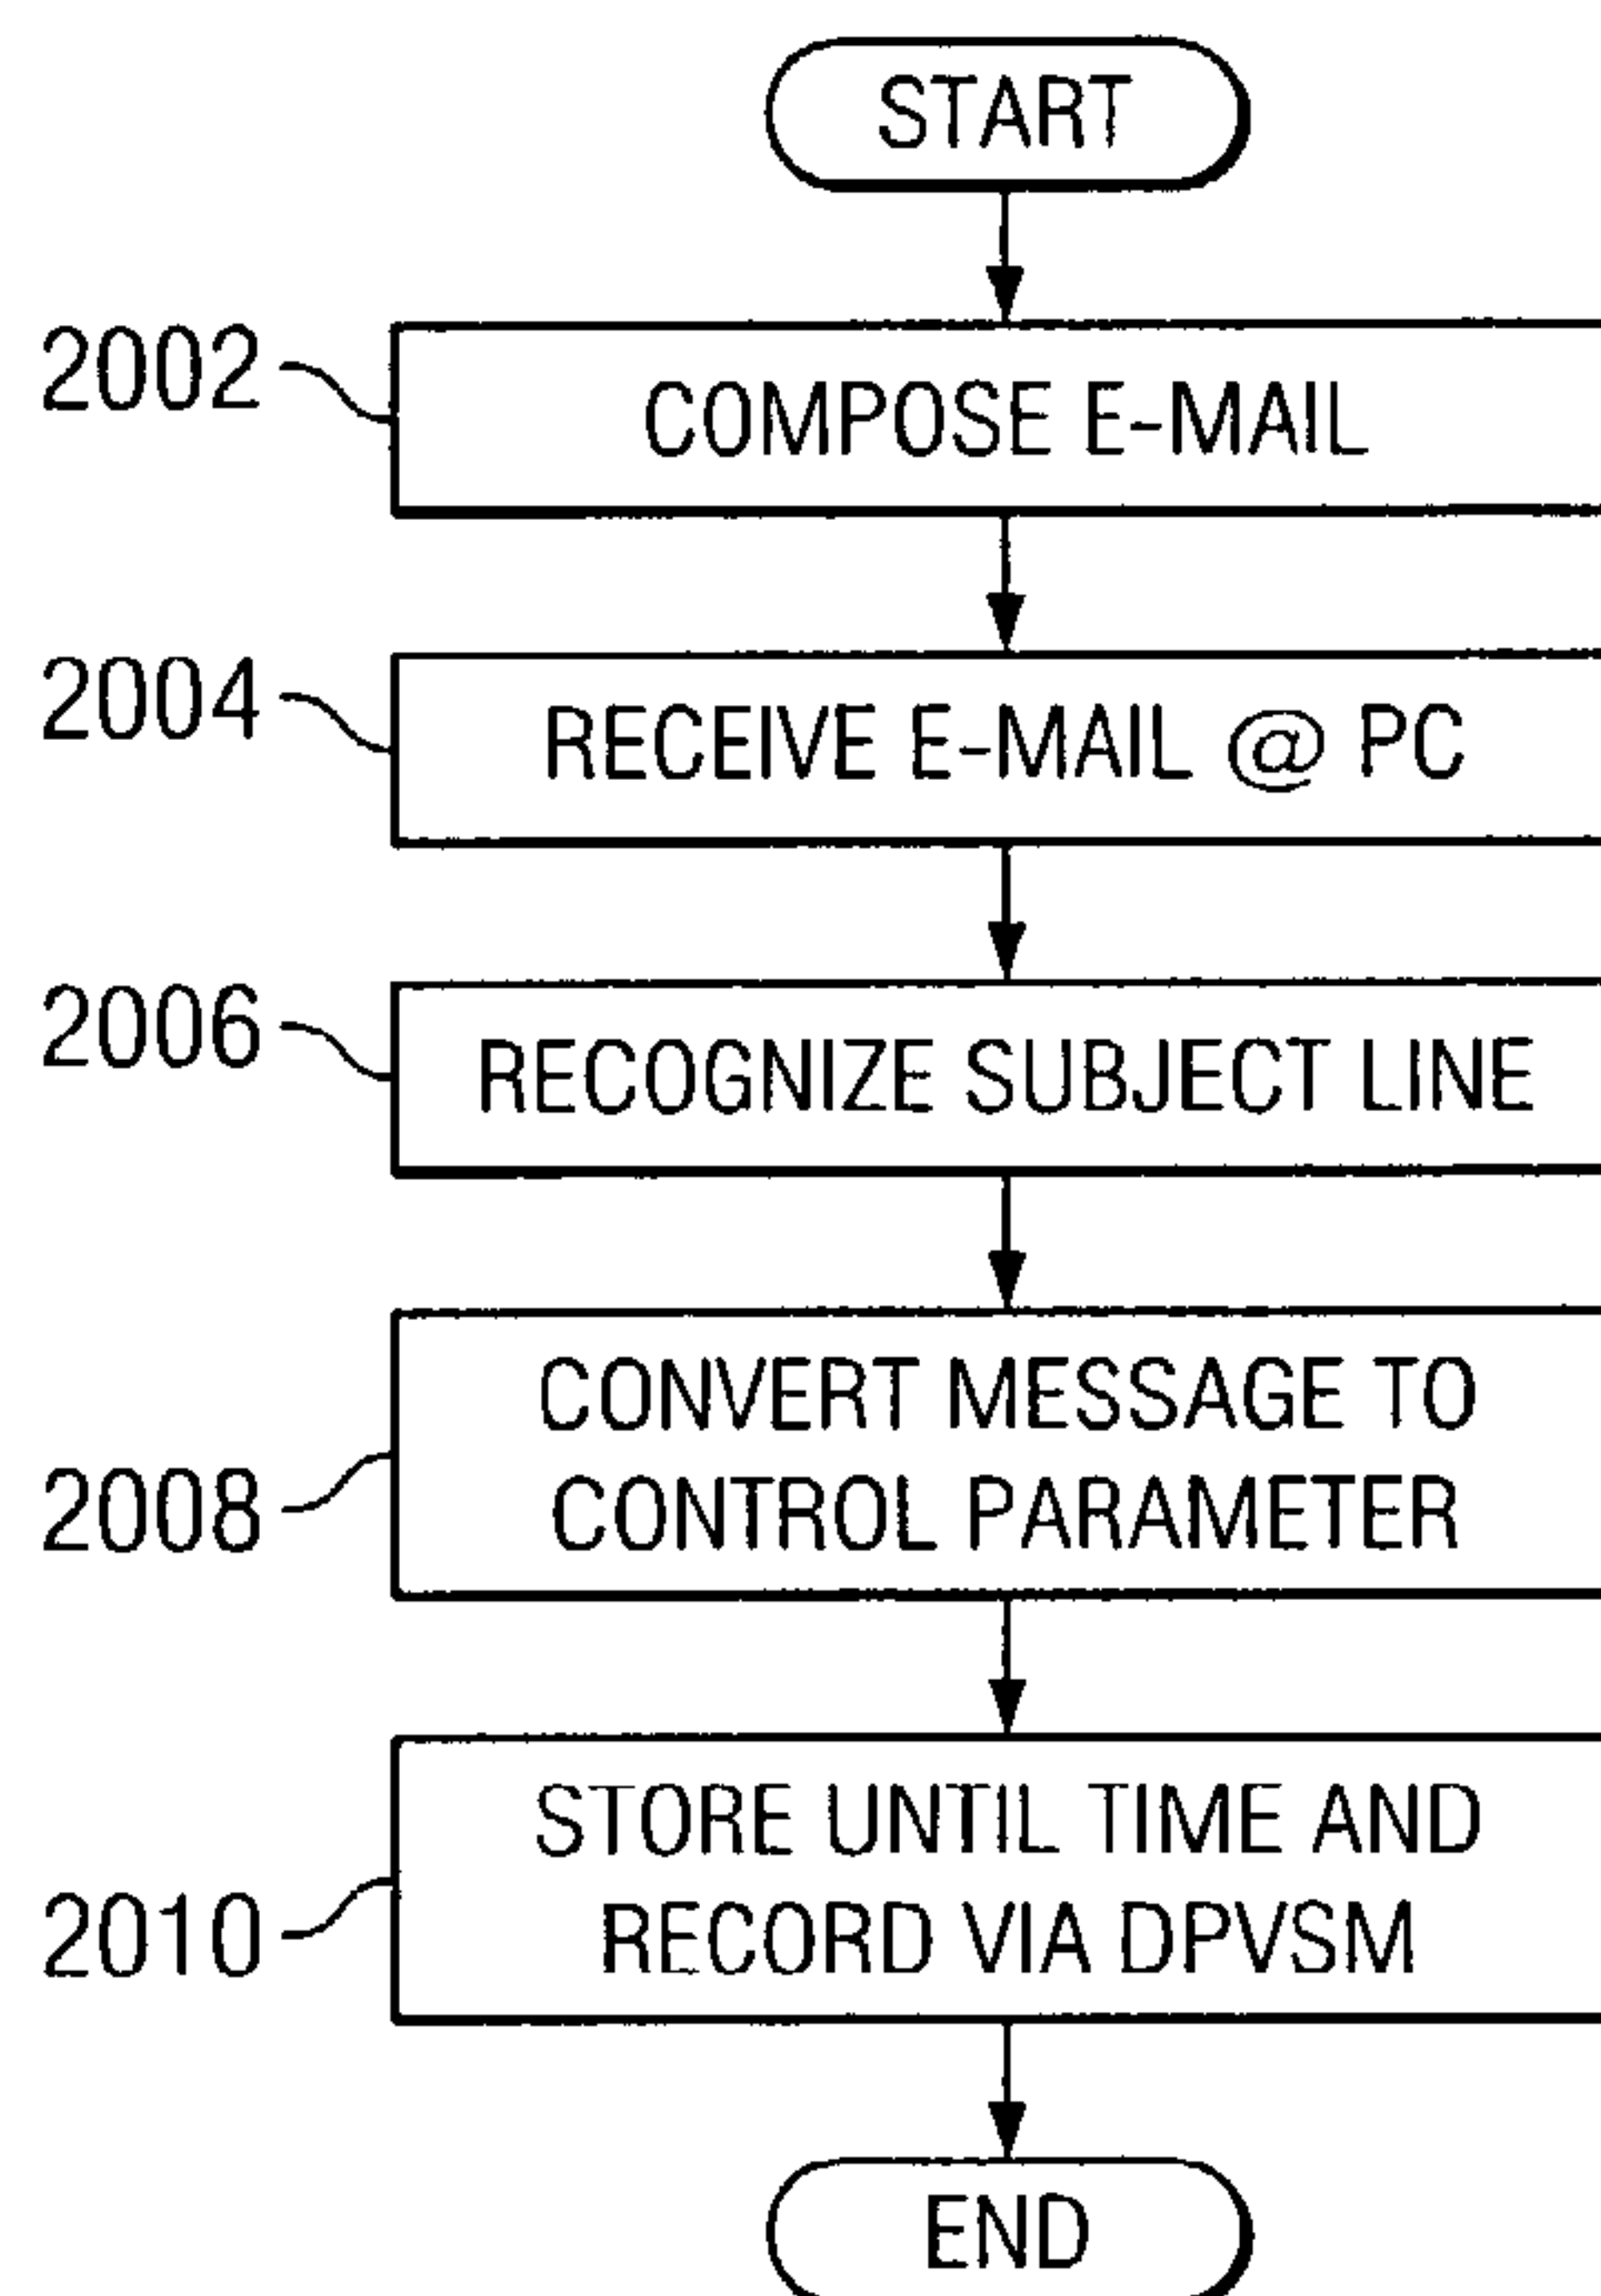 START
2002
COMPOSE E-MAIL
2004
RECEIVE E-MAIL @ PC
2006
RECOGNIZE SUBJECT LINE
2008
CONVERT MESSAGE TO
CONTROL PARAMETER
2010
STORE UNTIL TIME AND
RECORD VIA DPVSM
END